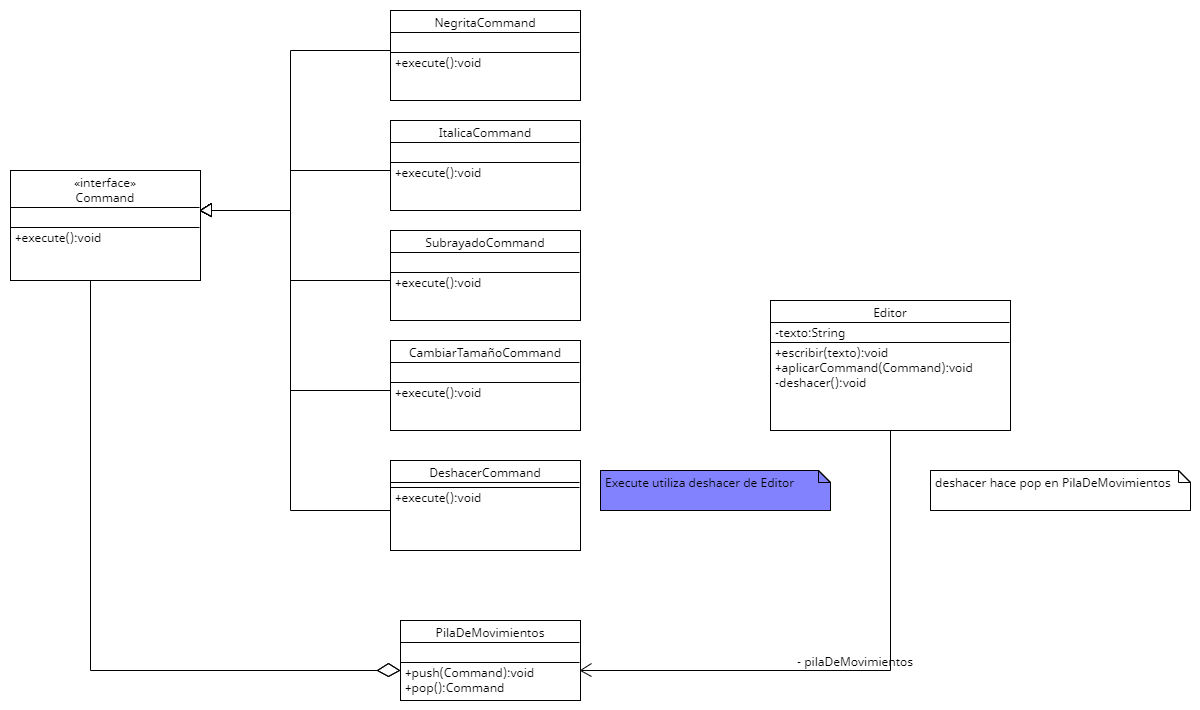 NegritaCommand
+execute():void
ItalicaCommand
+execute():void
«interface»
Command
+execute():void
SubrayadoCommand
+execute():void
CambiarTamañoCommand
+execute():void
Editor
-texto:String
+escribir(texto):void
+aplicarCommand(Command):void
-deshacer():void
DeshacerCommand
+execute():void
Execute utiliza deshacer de Editor
deshacer hace pop en PilaDeMovimientos
PilaDeMovimientos
+push(Command):void
+pop():Command
- pilaDeMovimientos